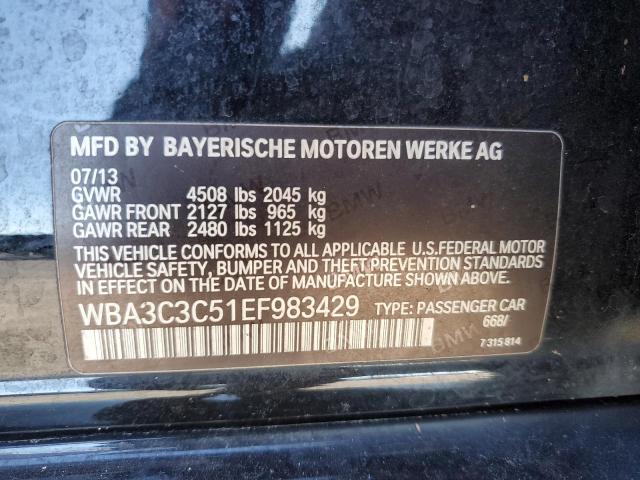 MFD BY BAYERISCHE MOTOREN WERKE AG
07/13
GVWR 4508 lbs 2045 kg
GAWR FRONT 2127 lbs 965 kg
GAWR REAR 2480 lbs 1125 kg
THIS VEHICLE CONFORMS TO ALL APPLICABLE U.S.FEDERAL MOTOR
VEHICLE SAFETY, BUMPER AND THEFT PREVENTION STANDARDS
IN EFFECT ON THE DATE OF MANUFACTURE SHOWN ABOVE.
WBA3C3C51EF983429 TYPE: PASSENGER CAR
668/
7 315 814